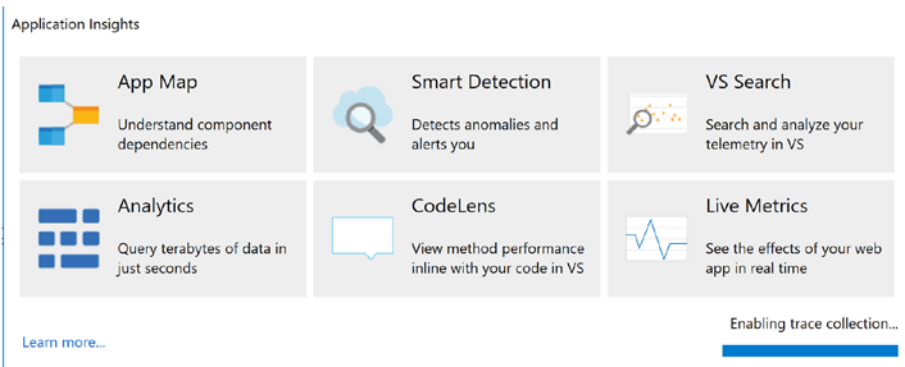 Application Insights
App Map
Understand component
dependencies
Smart Detection
Detects anomalies and
alerts you
VS Search
Search and analyze your
telemetry in VS
Analytics
Query terabytes of data in
just seconds
CodeLens
View method performance
inline with your code in VS
Live Metrics
See the effects of your web
app in real time
Enabling trace collection...
Learn more...